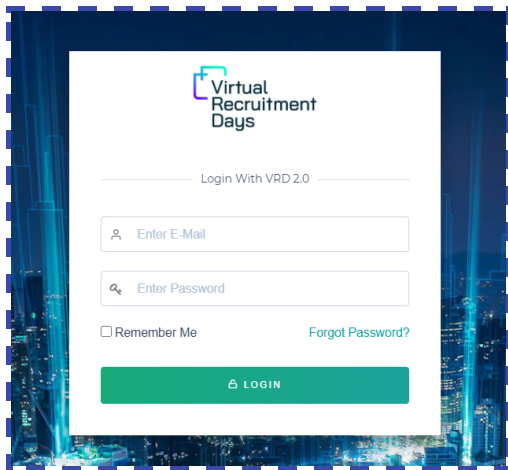 Virtual
Recruitment
Days
Login With VRD 2.0
Enter E-Mail
Enter Password
Remember Me Forgot Password?
LOGIN